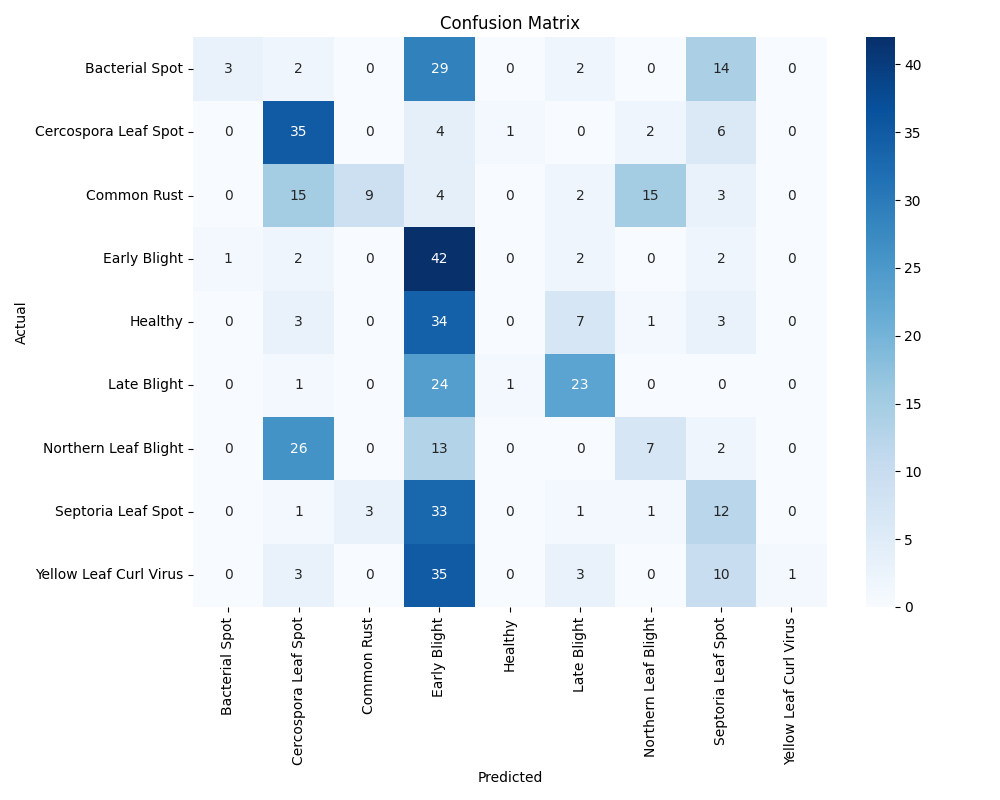 Confusion Matrix
Actual
Bacterial Spot 3 2 0 29 0 2 0 14 0
Cercospora Leaf Spot 0 35 0 4 1 0 2 6 0
Common Rust 0 15 9 4 0 2 15 3 0
Early Blight 1 2 0 42 0 2 0 2 0
Healthy 0 3 0 34 0 7 1 3 0
Late Blight 0 1 0 24 1 23 0 0 0
Northern Leaf Blight 0 26 0 13 0 0 7 2 0
Septoria Leaf Spot 0 1 3 33 0 1 1 12 0
Yellow Leaf Curl Virus 0 3 0 35 0 3 0 10 1
Bacterial Spot
Cercospora Leaf Spot
Common Rust
Early Blight
Healthy
Late Blight
Northern Leaf Blight
Septoria Leaf Spot
Yellow Leaf Curl Virus
Predicted
40
35
30
25
20
15
10
5
0